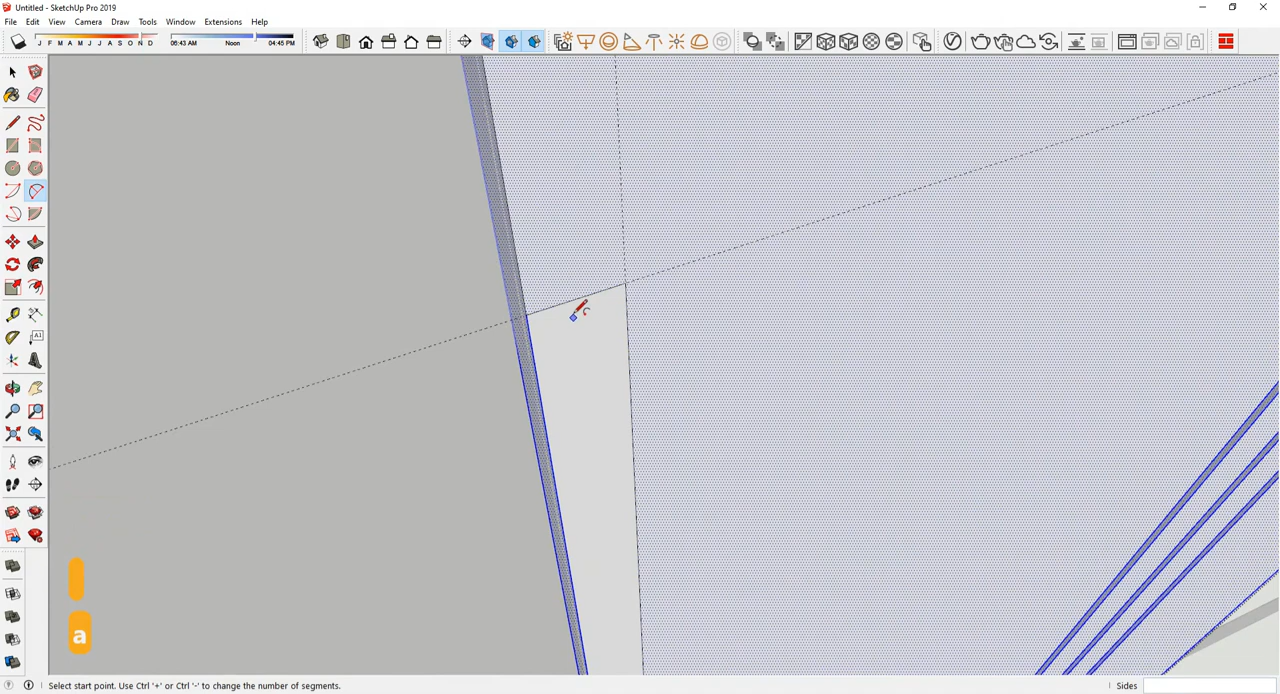 Untitled - SketchUp Pro 2019
File Edit View Camera Draw Tools Window Extensions Help
J F M A M J J A S O N D 06:43 AM Noon 04:45 PM
A1
a
Select start point. Use Ctrl '+' or Ctrl '-' to change the number of segments. Sides